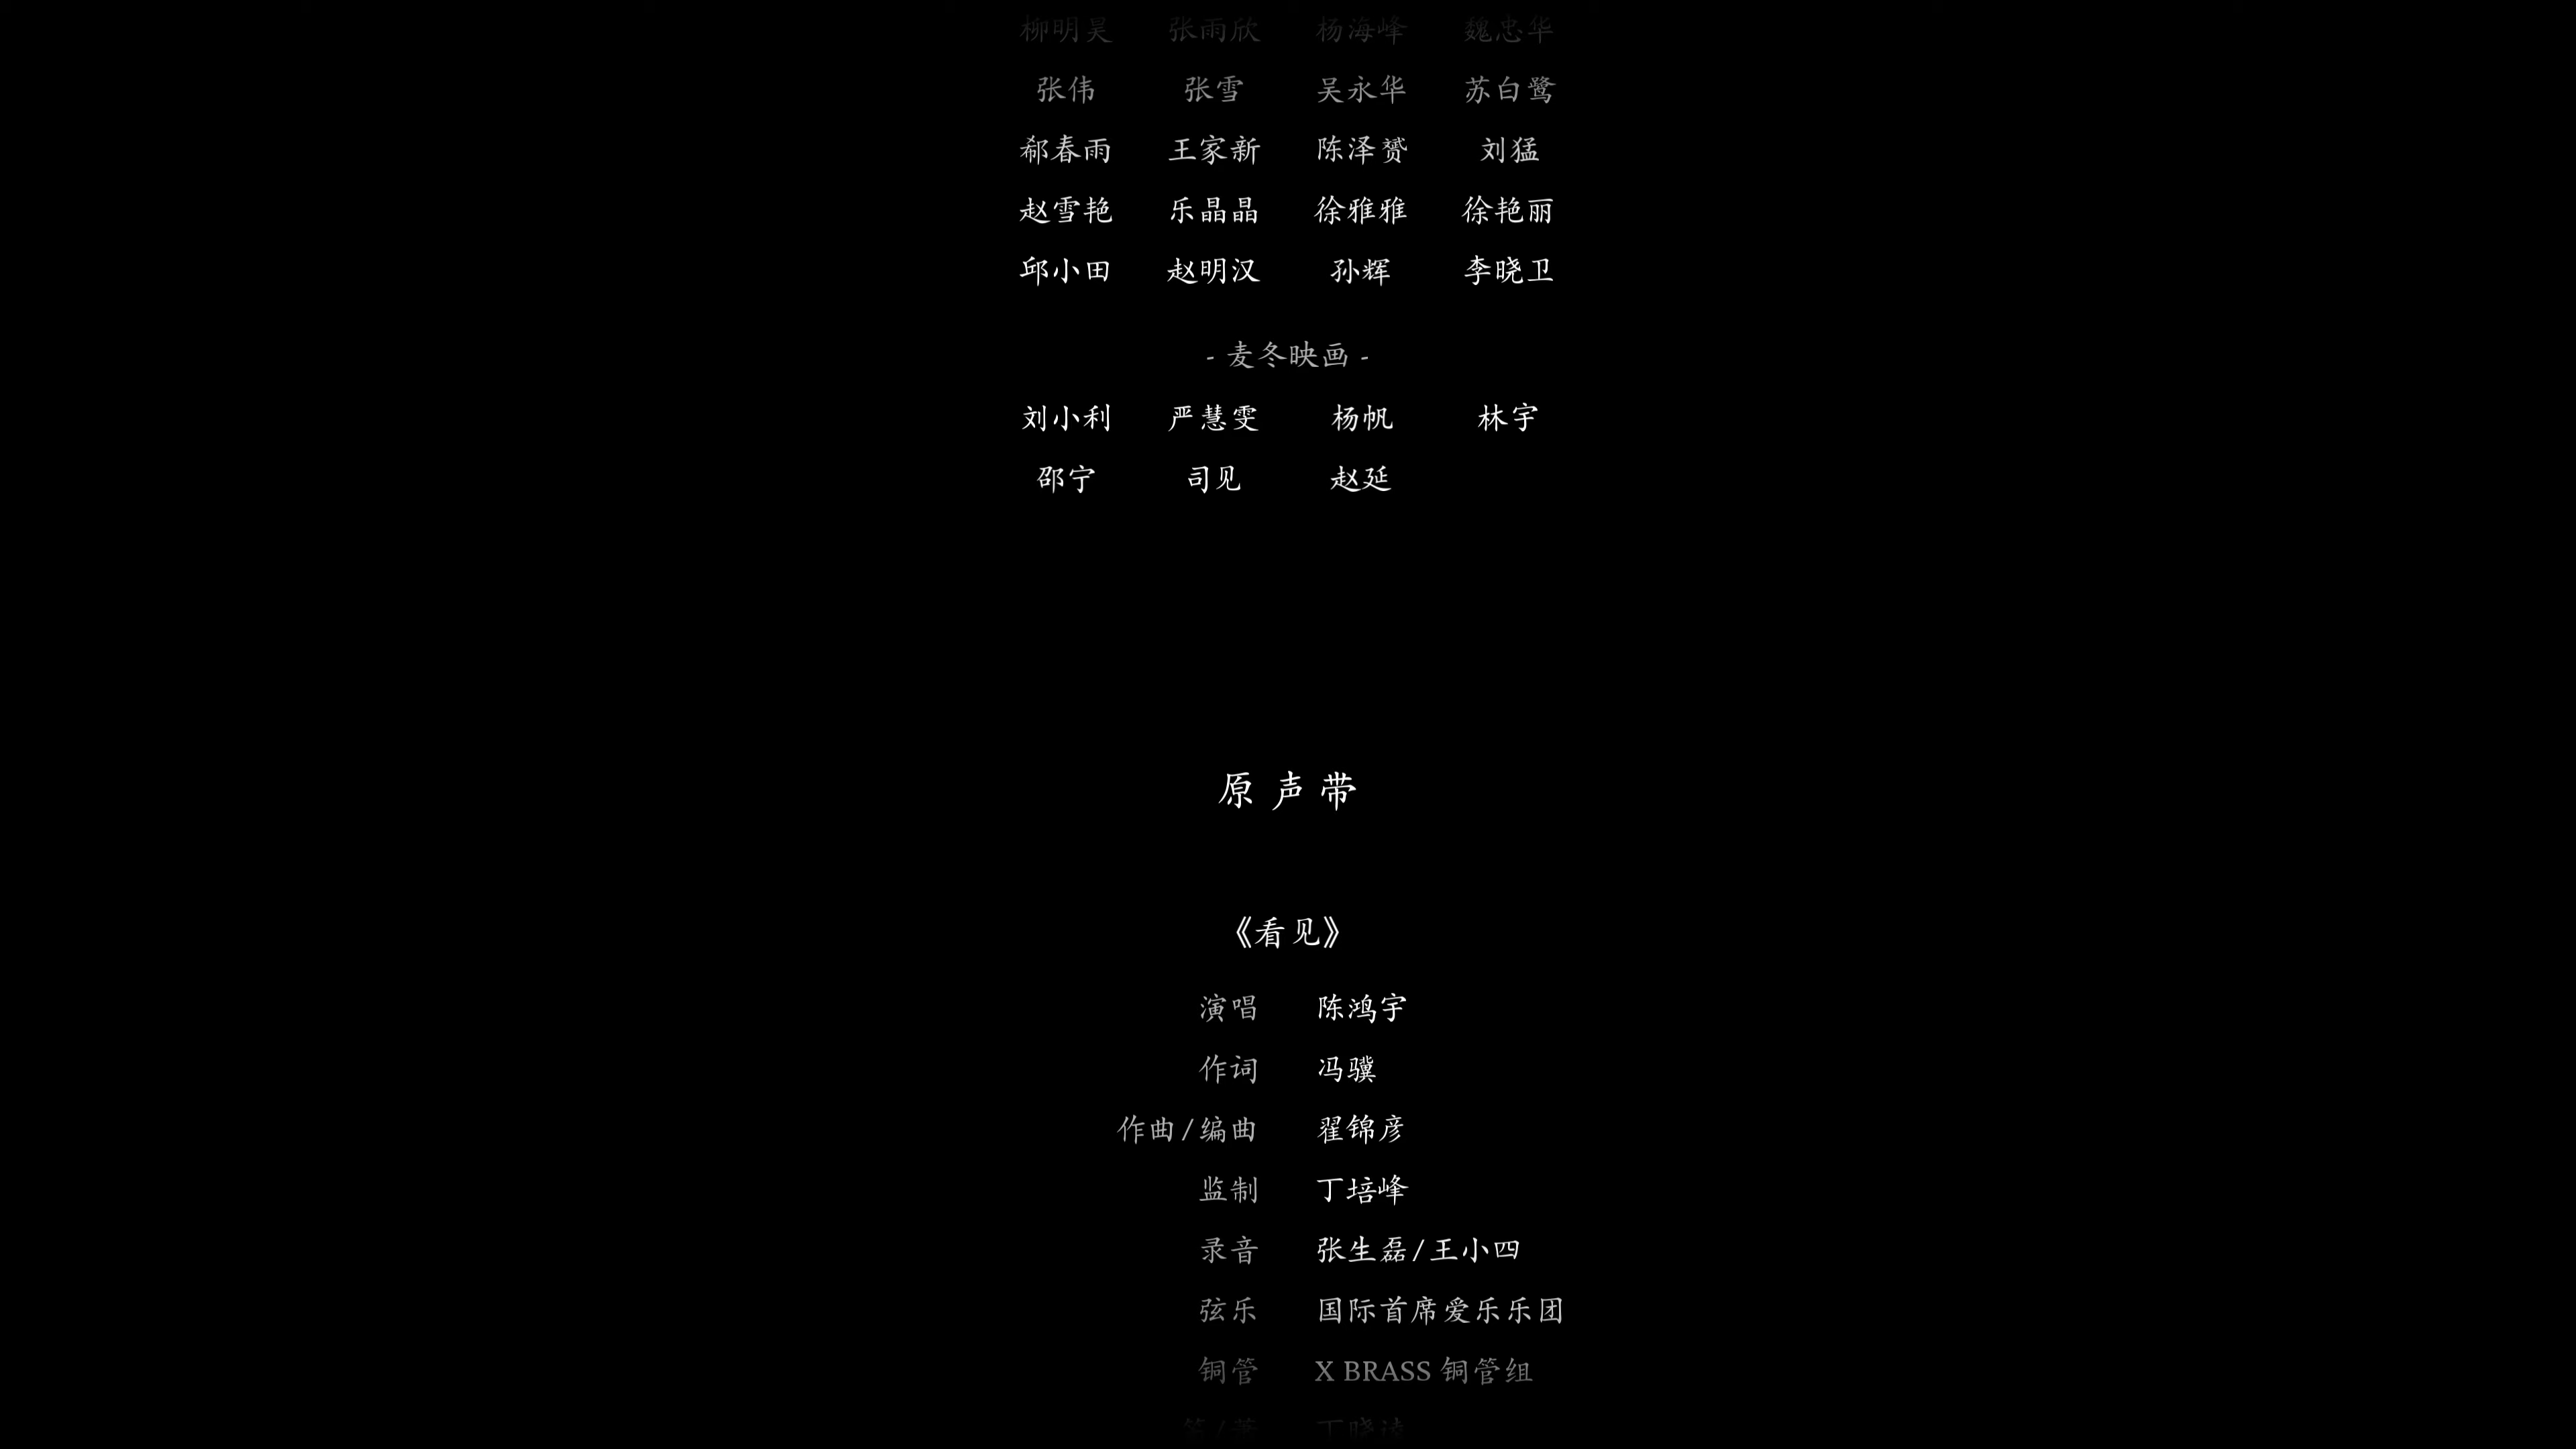 柳明昊 张雨欣 杨海峰 魏忠华
张伟 张雪 吴永华 苏白鹭
郗春雨 王家新 陈泽赟 刘猛
赵雪艳 乐晶晶 徐雅雅 徐艳丽
邱小田 赵明汉 孙辉 李晓卫
- 麦冬映画 -
刘小利 严慧雯 杨帆 林宇
邵宁 司见 赵延
原声带
《看见》
演唱 陈鸿宇
作词 冯骥
作曲/编曲 翟锦彦
监制 丁培峰
录音 张生磊/王小四
弦乐 国际首席爱乐乐团
铜管 X BRASS 铜管组